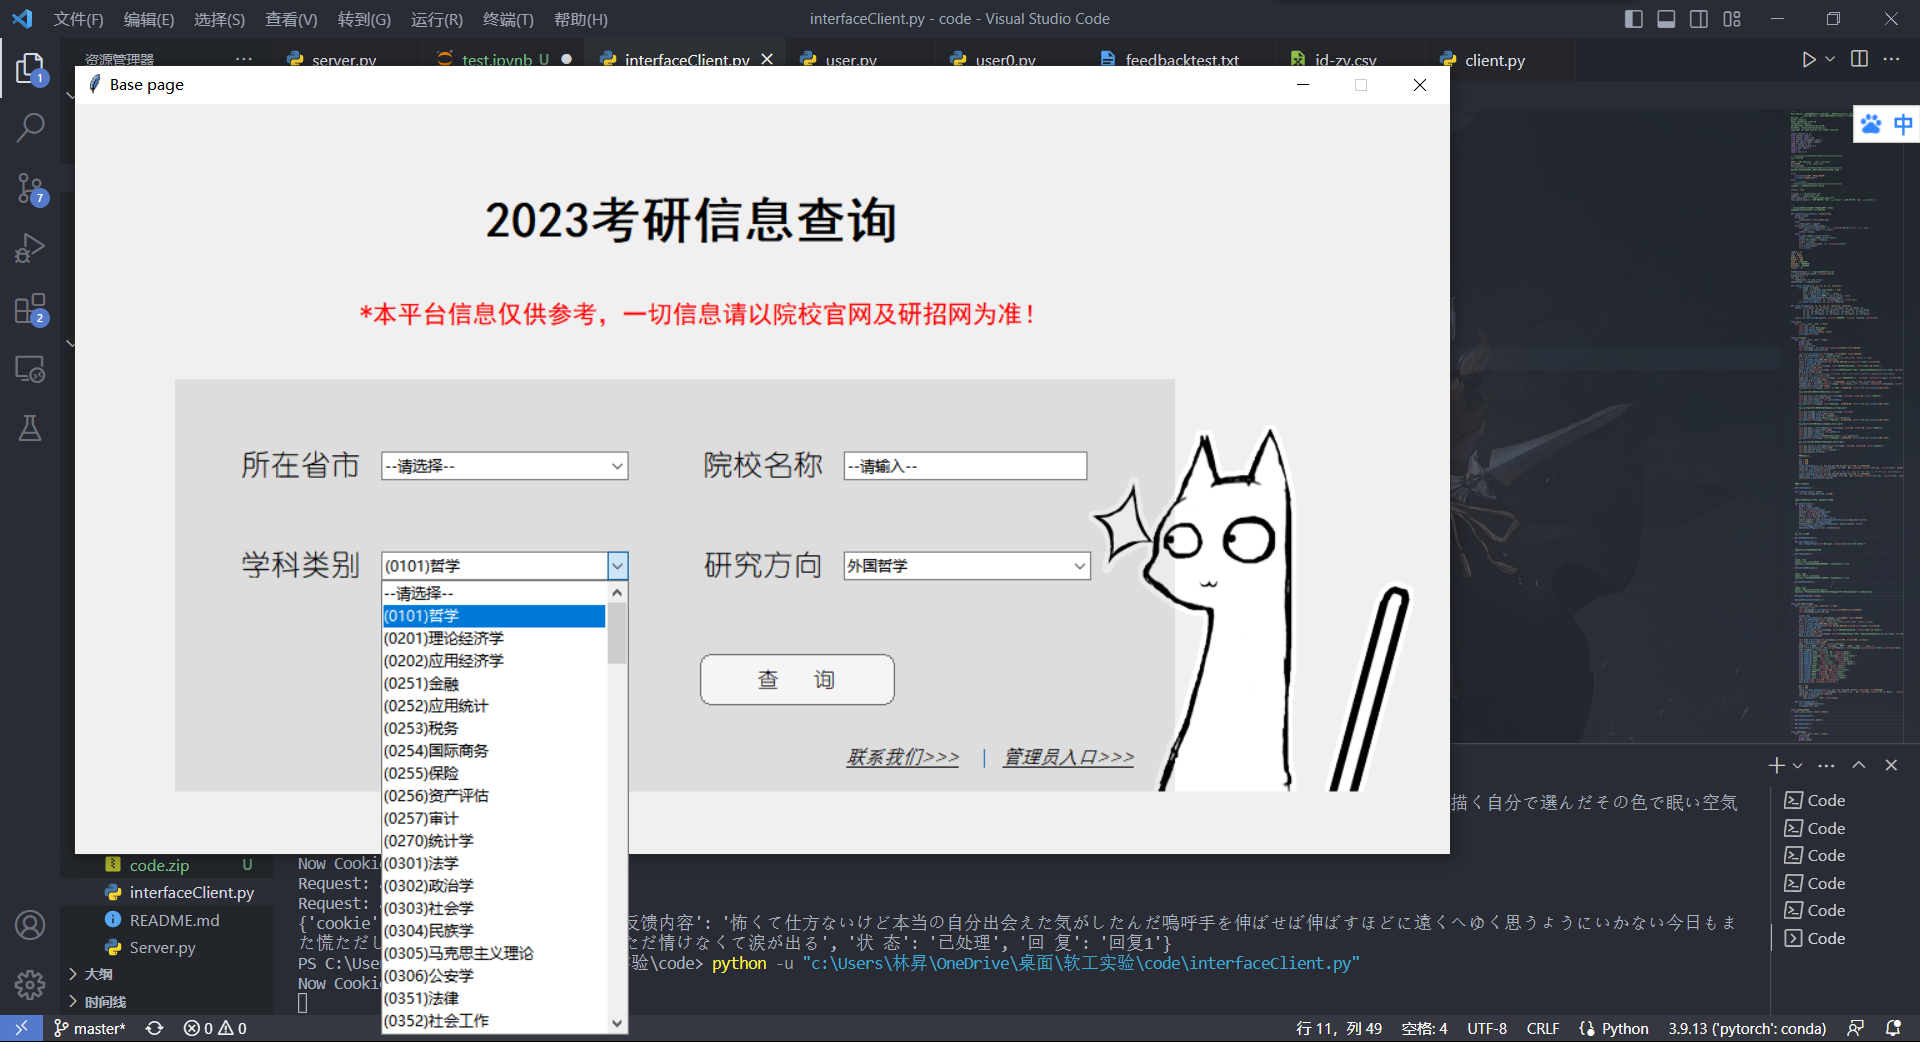 文件(F) 编辑(E) 选择(S) 查看(V) 转到(G) 运行(R) 终端(T) 帮助(H) interfaceClient.py - code - Visual Studio Code
资源管理器 ··· server.py test.ipynb U interfaceClient.py user.py user0.py feedbacktest.txt id-zy.csv client.py
1
Base page
中
7
2
2023考研信息查询
*本平台信息仅供参考，一切信息请以院校官网及研招网为准！
所在省市 --请选择-- 院校名称 --请输入--
学科类别 (0101)哲学 研究方向 外国哲学
--请选择--
(0101)哲学
(0201)理论经济学
(0202)应用经济学
(0251)金融
(0252)应用统计
(0253)税务
(0254)国际商务
(0255)保险
(0256)资产评估
(0257)审计
(0270)统计学
(0301)法学
(0302)政治学
(0303)社会学
(0304)民族学
(0305)马克思主义理论
(0306)公安学
(0351)法律
(0352)社会工作
查 询
联系我们>>> | 管理员入口>>>
描く自分で選んだその色で眠い空気
Now Cooki
Request:
Request:
{'cookie' 反馈内容': '怖くて仕方ないけど本当の自分出会えた気がしたんだ嗚呼手を伸ばせば伸ばすほどに遠くへゆく思うようにいかない今日もま
た慌ただし ただ情けなくて涙が出る', '状 态': '已处理', '回 复': '回复1'}
PS C:\Use 验\code> python -u "c:\Users\林昇\OneDrive\桌面\软工实验\code\interfaceClient.py"
Now Cooki
Code
Code
Code
Code
Code
Code
code.zip U
interfaceClient.py
README.md
Server.py
大纲
时间线
master* 0 0 行 11，列 49 空格: 4 UTF-8 CRLF Python 3.9.13 ('pytorch': conda)